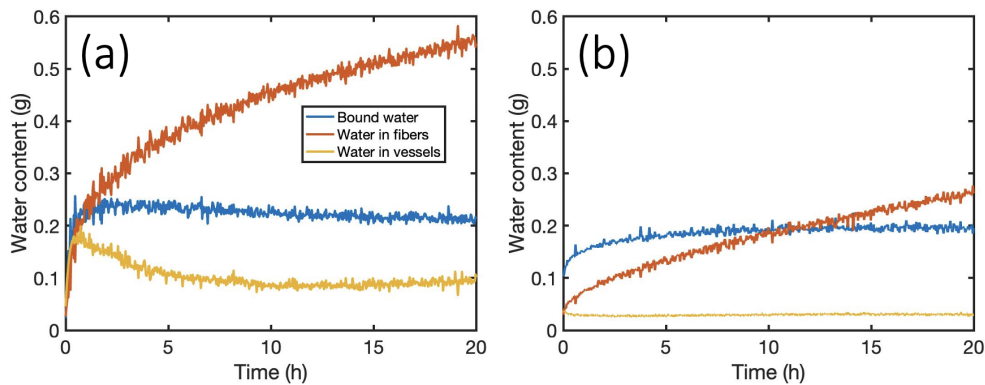 (a)
Water content (g)
0.6
0.5
0.4
0.3
0.2
0.1
0
0 5 10 15 20
Time (h)
Bound water
Water in fibers
Water in vessels
(b)
Water content (g)
0.6
0.5
0.4
0.3
0.2
0.1
0
0 5 10 15 20
Time (h)